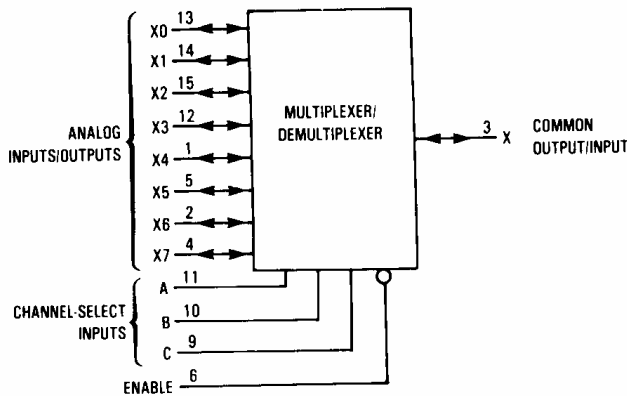 X0 13
X1 14
X2 15
X3 12
X4 1
X5 5
X6 2
X7 4
ANALOG
INPUTS/OUTPUTS
MULTIPLEXER/
DEMULTIPLEXER
3 X
COMMON
OUTPUT/INPUT
CHANNEL-SELECT
INPUTS
A 11
B 10
C 9
ENABLE 6